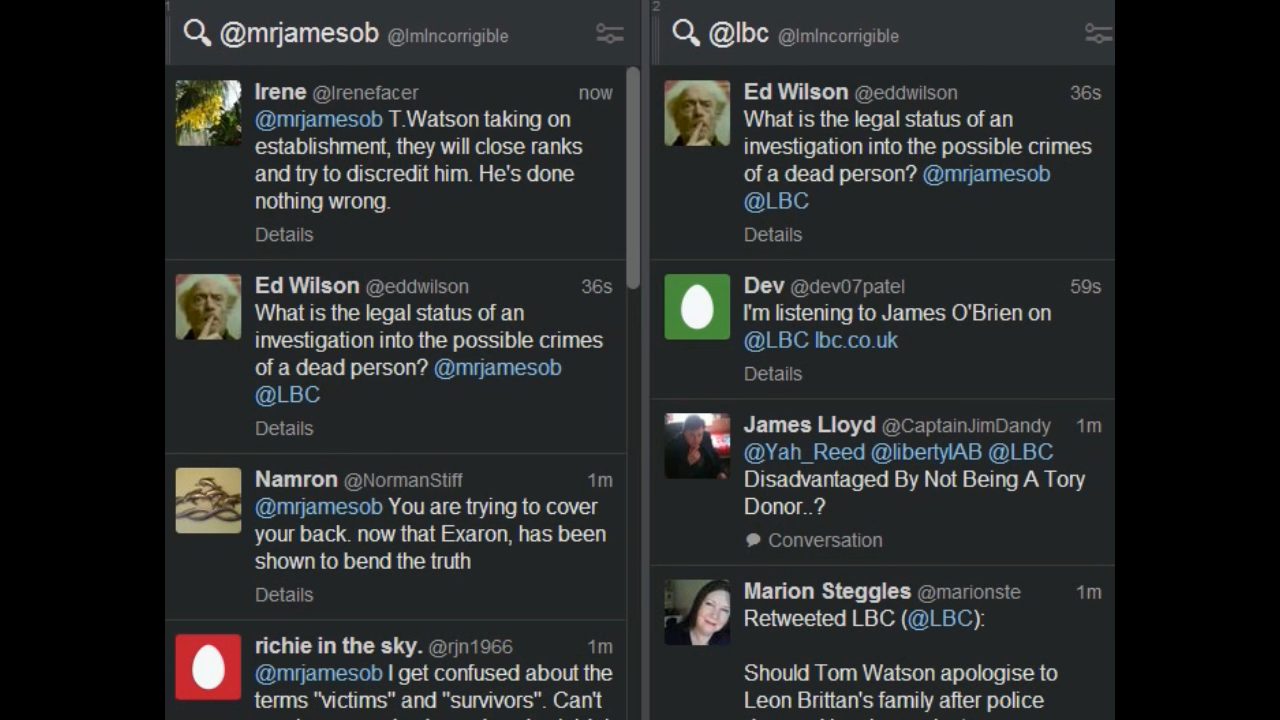 1
@mrjamesob @ImIncorrigible
Irene @Irenefacer now
@mrjamesob T.Watson taking on
establishment, they will close ranks
and try to discredit him. He's done
nothing wrong.
Details
Ed Wilson @eddwilson 36s
What is the legal status of an
investigation into the possible crimes
of a dead person? @mrjamesob
@LBC
Details
Namron @NormanStiff 1m
@mrjamesob You are trying to cover
your back. now that Exaron, has been
shown to bend the truth
Details
richie in the sky. @rjn1966 1m
@mrjamesob I get confused about the
terms "victims" and "survivors". Can't
2
@lbc @ImIncorrigible
Ed Wilson @eddwilson 36s
What is the legal status of an
investigation into the possible crimes
of a dead person? @mrjamesob
@LBC
Details
Dev @dev07patel 59s
I'm listening to James O'Brien on
@LBC lbc.co.uk
Details
James Lloyd @CaptainJimDandy 1m
@Yah_Reed @libertyIAB @LBC
Disadvantaged By Not Being A Tory
Donor..?
Conversation
Marion Steggles @marionste 1m
Retweeted LBC (@LBC):
Should Tom Watson apologise to
Leon Brittan's family after police